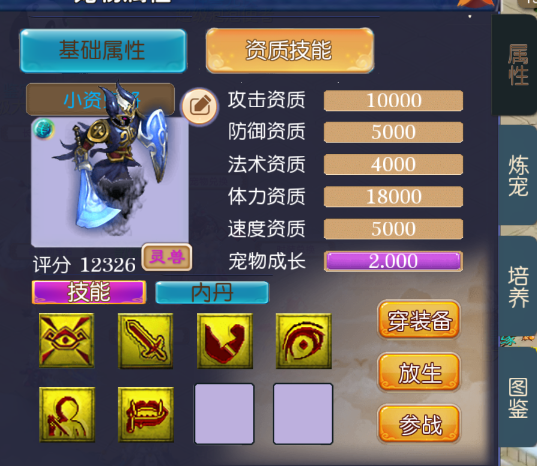 基础属性 资质技能
小资
攻击资质 10000
防御资质 5000
法术资质 4000
体力资质 18000
速度资质 5000
宠物成长 2.000
评分 12326 灵兽
技能 内丹
穿装备
放生
参战
属性
炼宠
培养
图鉴